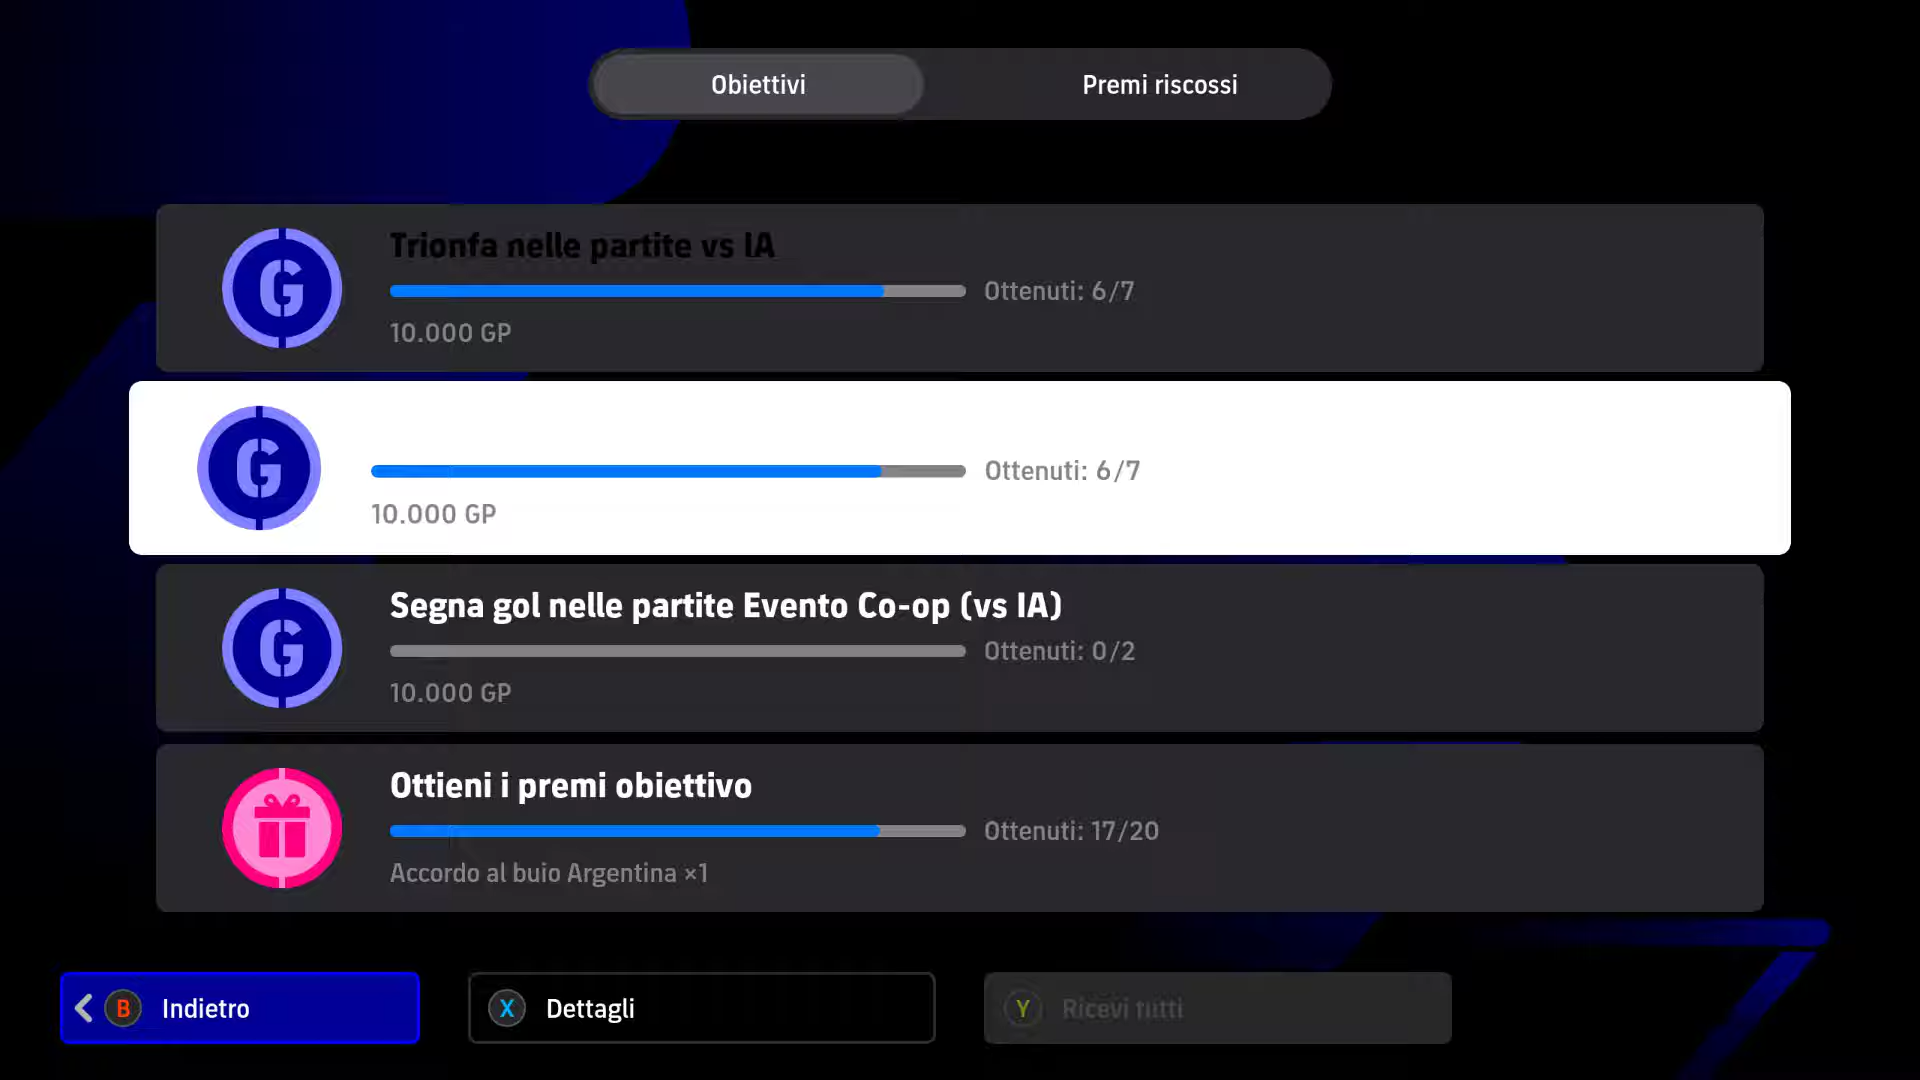 Obiettivi
Premi riscossi
Trionfa nelle partite vs IA
Ottenuti: 6/7
10.000 GP
Ottenuti: 6/7
10.000 GP
Segna gol nelle partite Evento Co-op (vs IA)
Ottenuti: 0/2
10.000 GP
Ottieni i premi obiettivo
Ottenuti: 17/20
Accordo al buio Argentina ×1
B Indietro
X Dettagli
Y Ricevi tutti